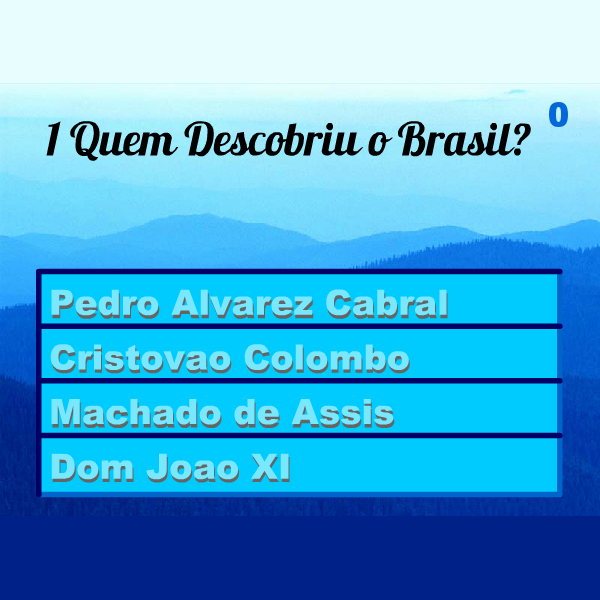 1 Quem Descobriu o Brasil?
0
Pedro Alvarez Cabral
Cristovao Colombo
Machado de Assis
Dom Joao XI